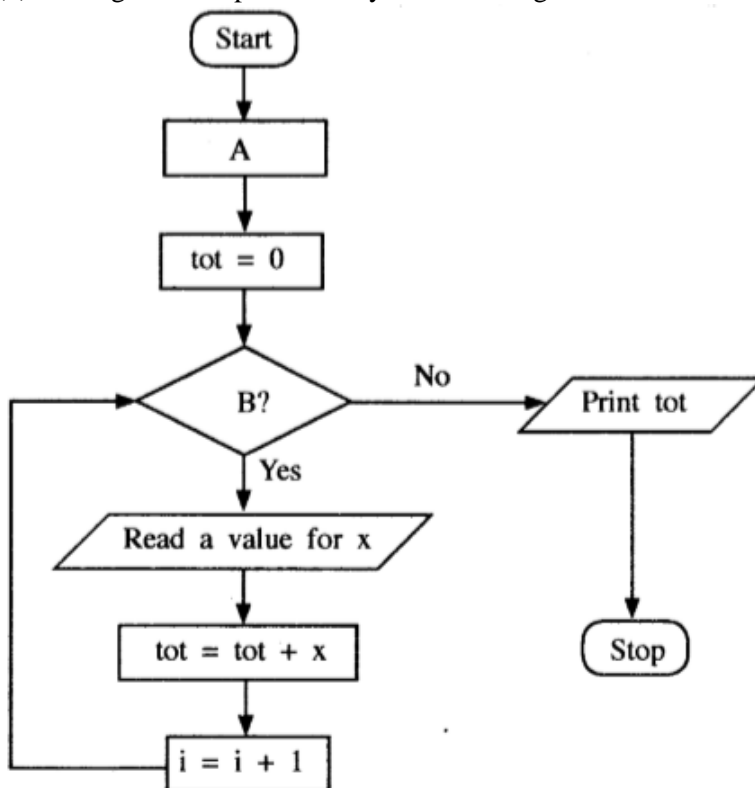 Start
A
tot = 0
B?
No
Print tot
Yes
Read a value for x
tot = tot + x
Stop
i = i + 1